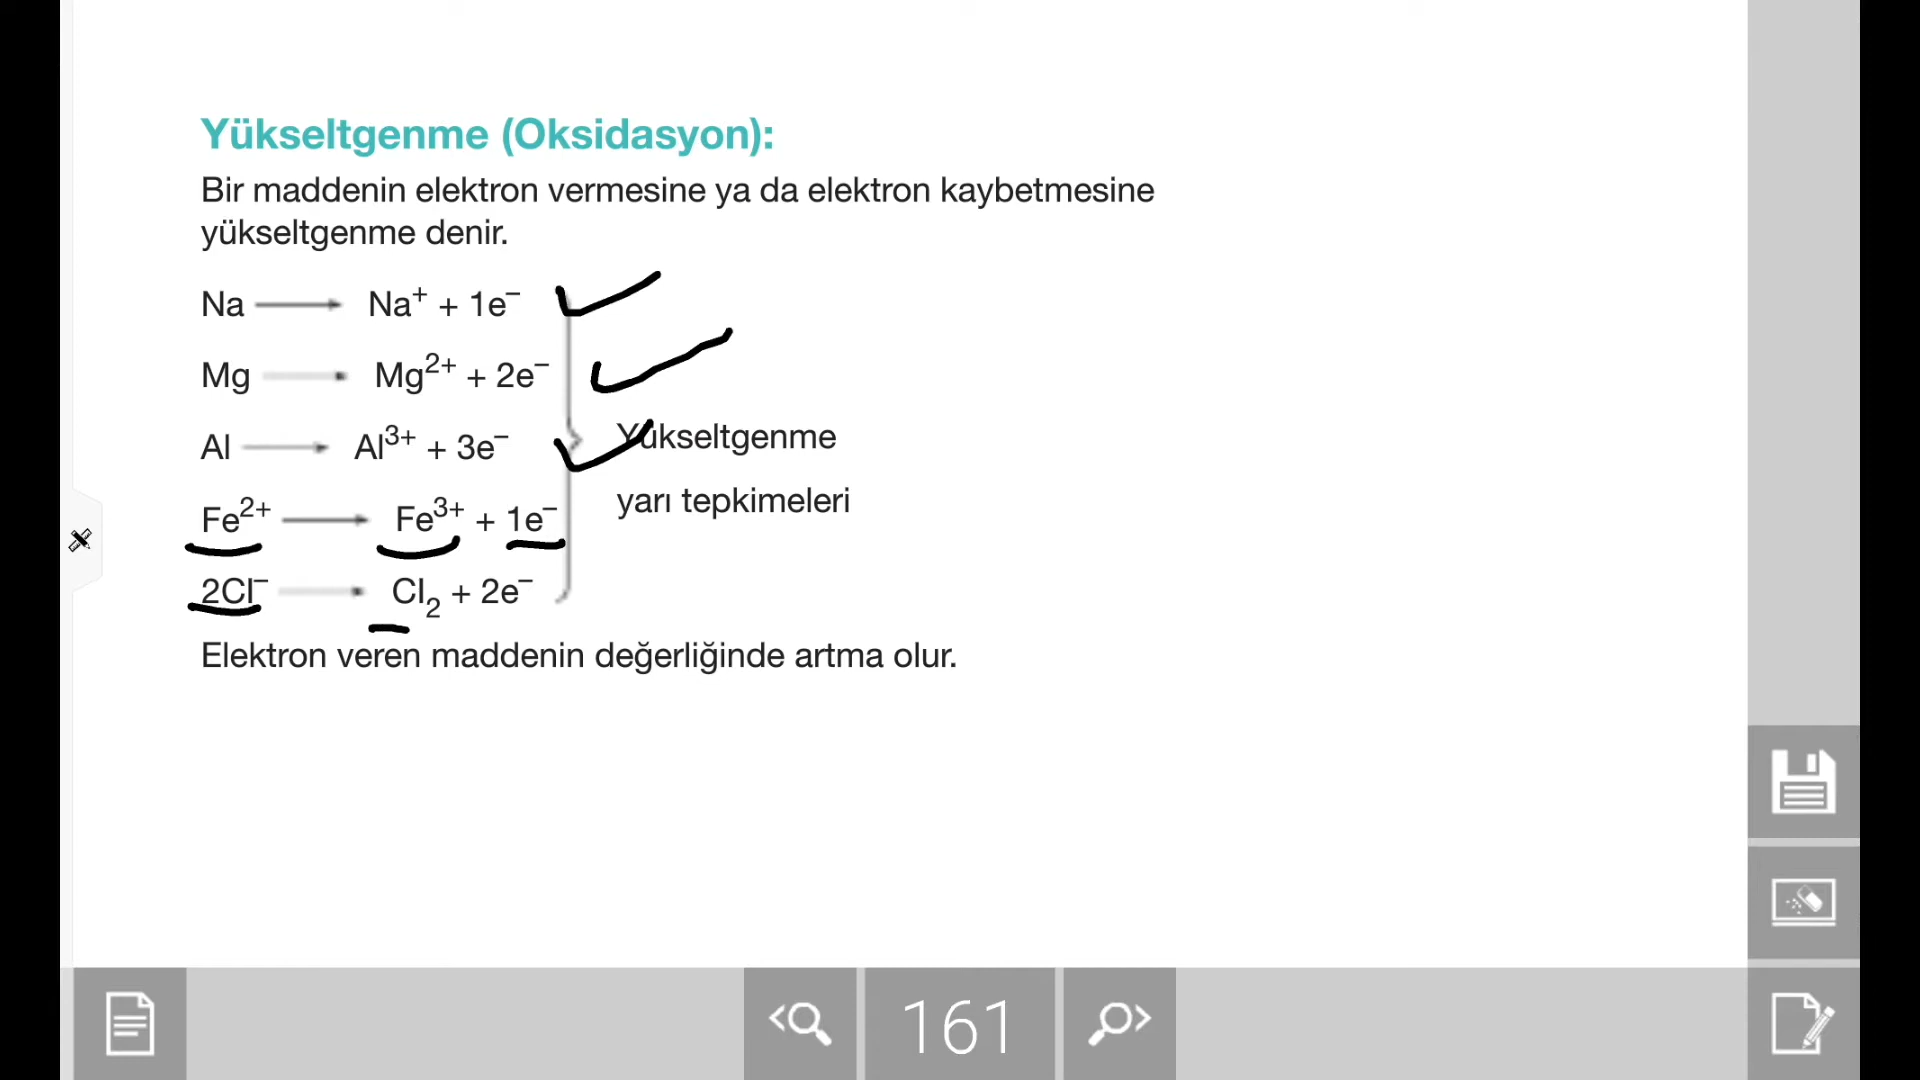 Yükseltgenme (Oksidasyon):
Bir maddenin elektron vermesine ya da elektron kaybetmesine
yükseltgenme denir.
Na ⟶ Na⁺ + 1e⁻
Mg ⟶ Mg²⁺ + 2e⁻
Al ⟶ Al³⁺ + 3e⁻
Yükseltgenme
yarı tepkimeleri
Fe²⁺ ⟶ Fe³⁺ + 1e⁻
2Cl⁻ ⟶ Cl₂ + 2e⁻
Elektron veren maddenin değerliğinde artma olur.
161